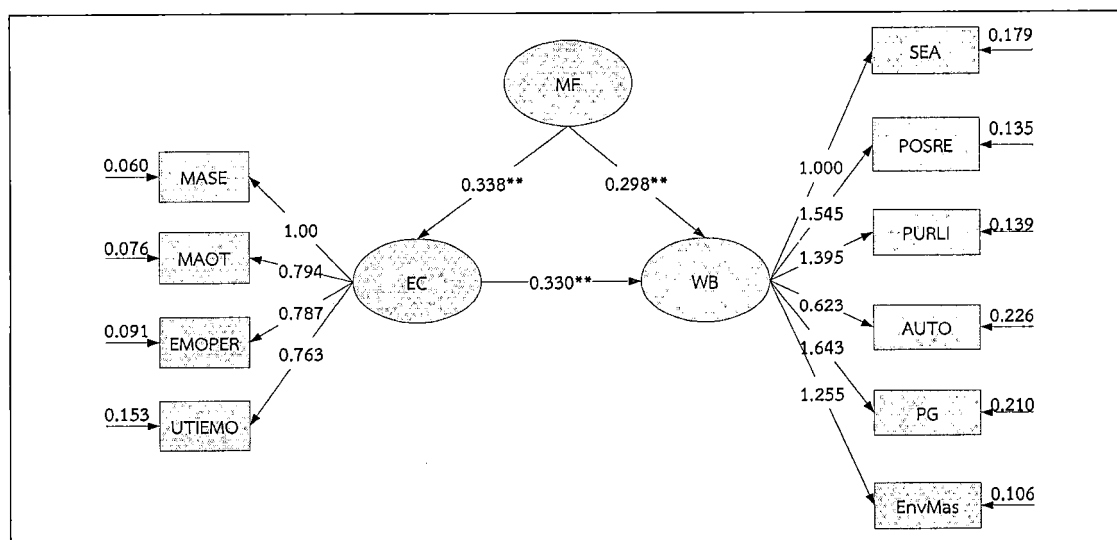 MF
0.338**
0.298**
EC
0.330**
WB
0.060
MASE
1.00
0.076
MAOT
0.794
0.091
EMOPER
0.787
0.153
UTIEMO
0.763
SEA
0.179
1.000
POSRE
0.135
1.545
PURLI
0.139
1.395
AUTO
0.226
0.623
PG
0.210
1.643
EnvMas
0.106
1.255